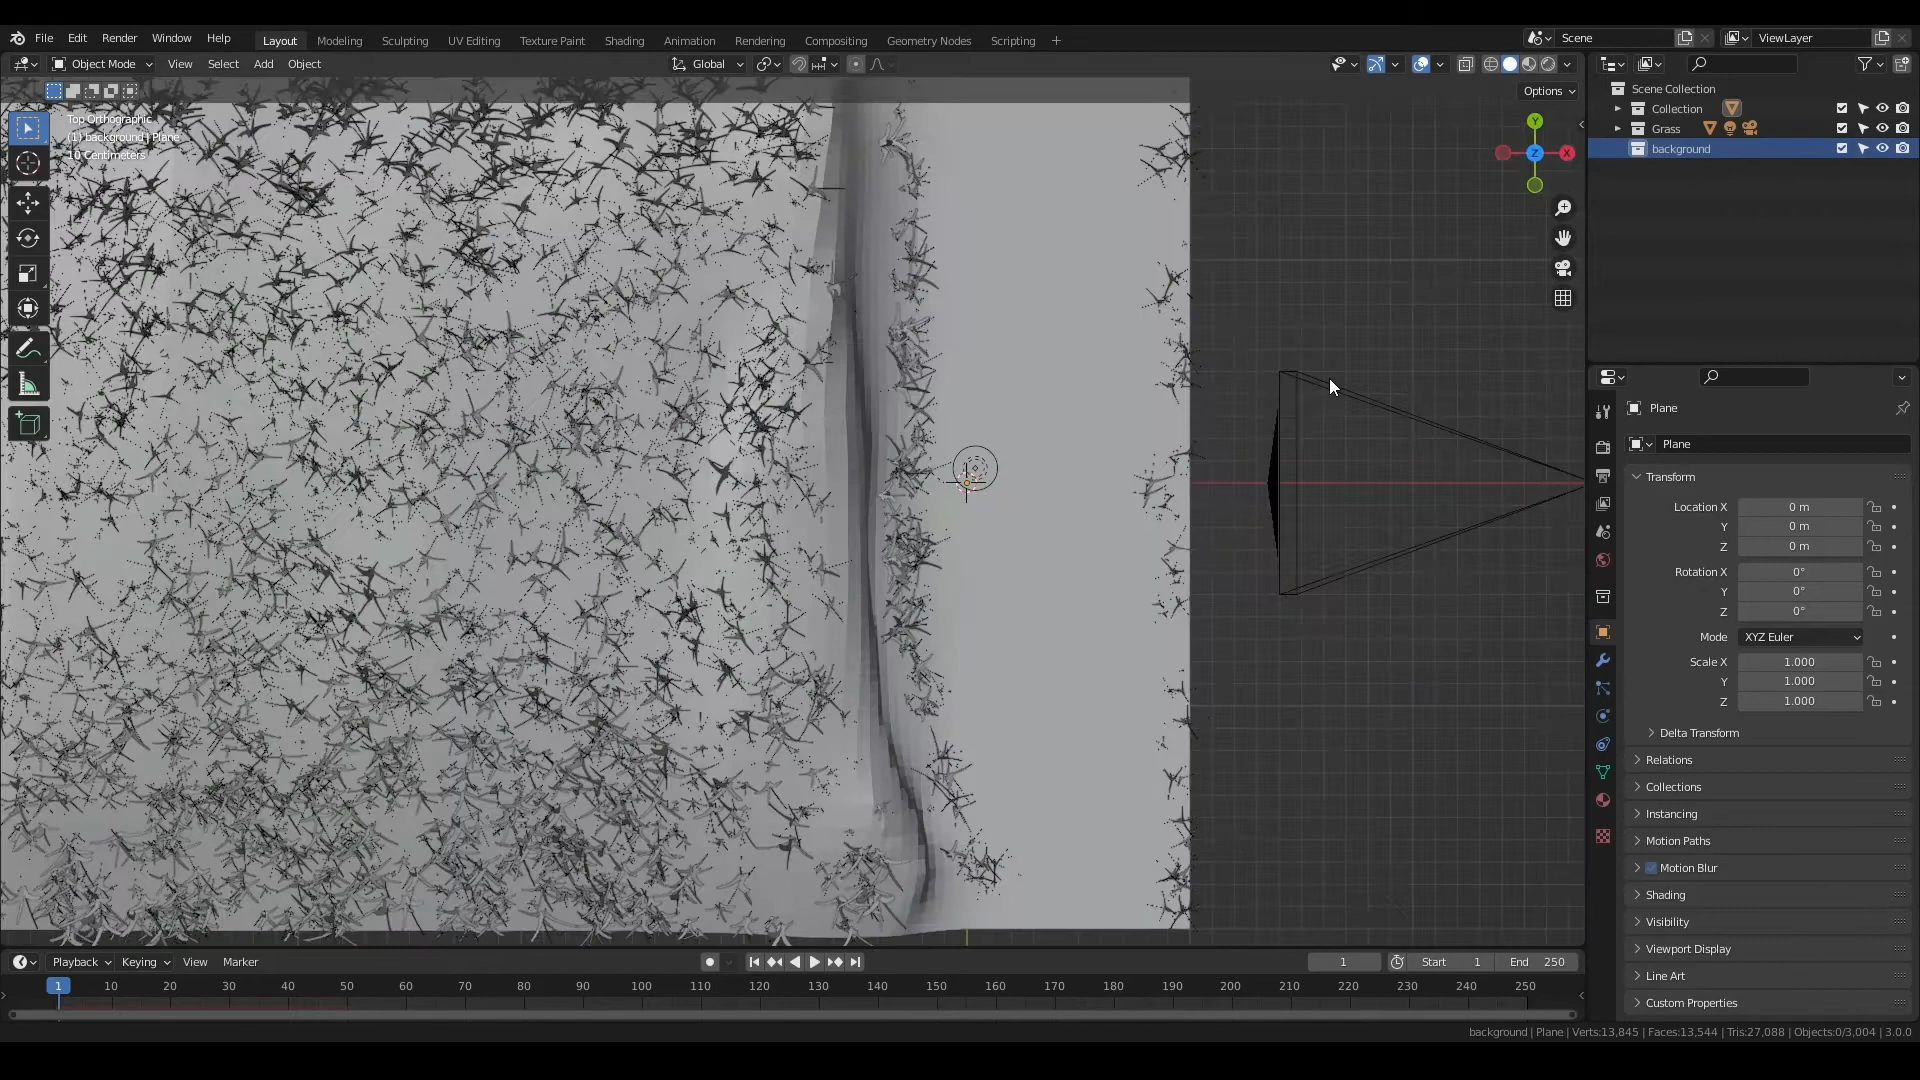 File Edit Render Window Help Layout Modeling Sculpting UV Editing Texture Paint Shading Animation Rendering Compositing Geometry Nodes Scripting + Scene ViewLayer
Object Mode View Select Add Object Global
Options
Top Orthographic
(1) background | Plane
10 Centimeters
Y
Z
X
Scene Collection
Collection
Grass
background
Plane
Plane
Transform
Location X 0 m
Y 0 m
Z 0 m
Rotation X 0°
Y 0°
Z 0°
Mode XYZ Euler
Scale X 1.000
Y 1.000
Z 1.000
Delta Transform
Relations
Collections
Instancing
Motion Paths
Motion Blur
Shading
Visibility
Viewport Display
Line Art
Custom Properties
Playback Keying View Marker 1 Start 1 End 250
1 10 20 30 40 50 60 70 80 90 100 110 120 130 140 150 160 170 180 190 200 210 220 230 240 250
background | Plane | Verts:13,845 | Faces:13,544 | Tris:27,088 | Objects:0/3,004 | 3.0.0